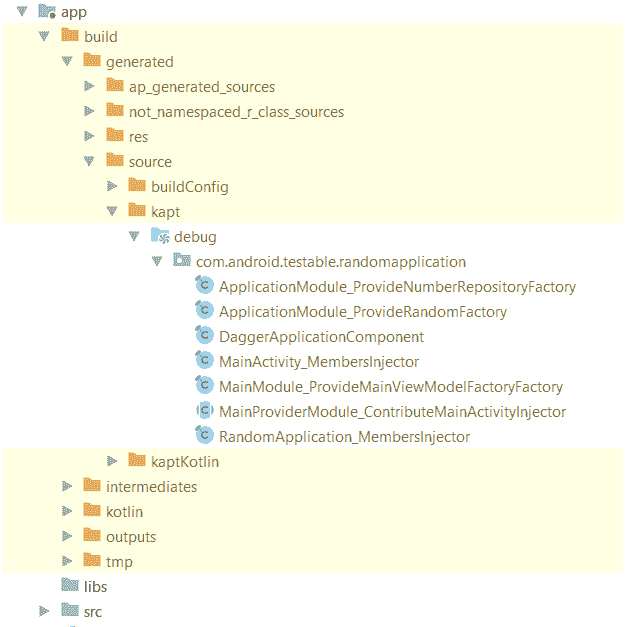 app
build
generated
ap_generated_sources
not_namespaced_r_class_sources
res
source
buildConfig
kapt
debug
com.android.testable.randomapplication
ApplicationModule_ProvideNumberRepositoryFactory
ApplicationModule_ProvideRandomFactory
DaggerApplicationComponent
MainActivity_MembersInjector
MainModule_ProvideMainViewModelFactoryFactory
MainProviderModule_ContributeMainActivityInjector
RandomApplication_MembersInjector
kaptKotlin
intermediates
kotlin
outputs
tmp
libs
src